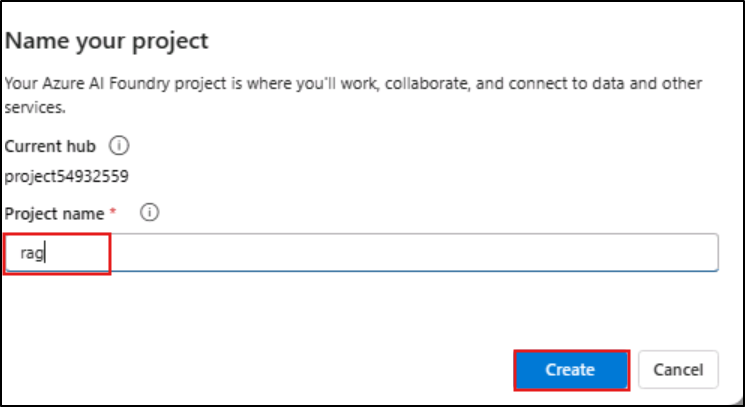 Name your project
Your Azure AI Foundry project is where you'll work, collaborate, and connect to data and other
services.
Current hub
project54932559
Project name *
rag
Create Cancel